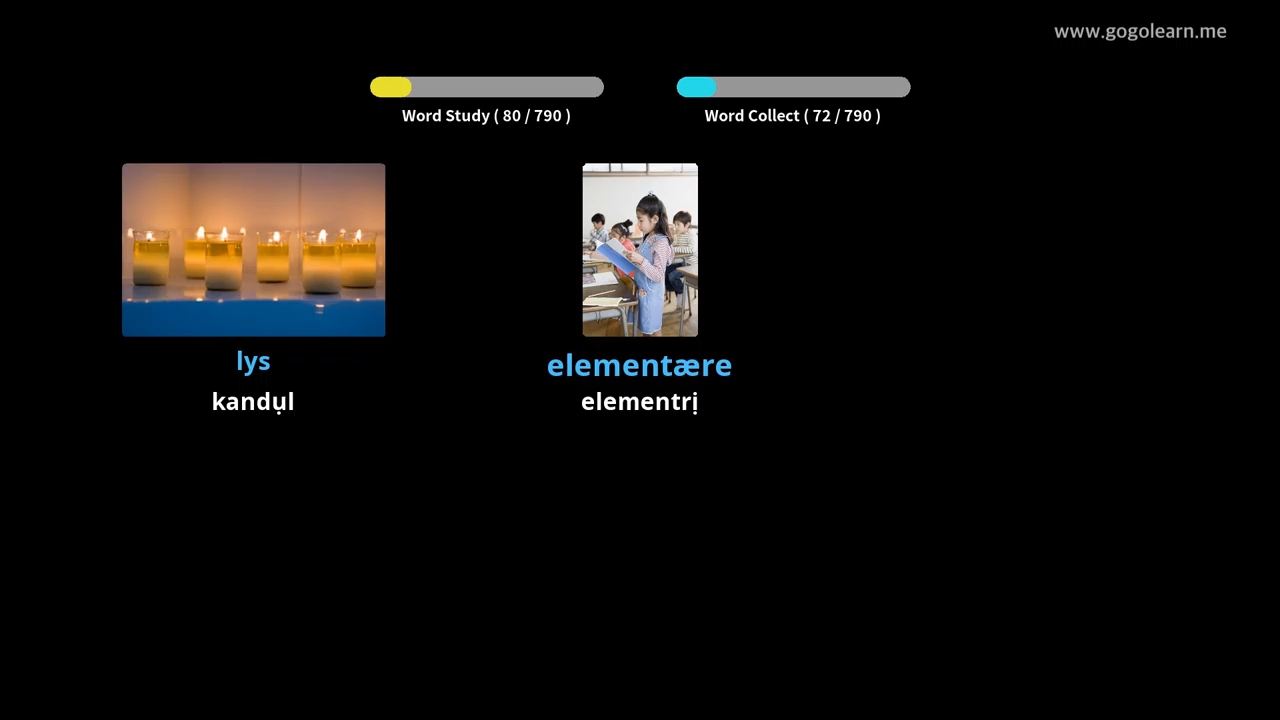 www.gogolearn.me
Word Study ( 80 / 790 )
Word Collect ( 72 / 790 )
lys
elementære
kandụl
elementrị